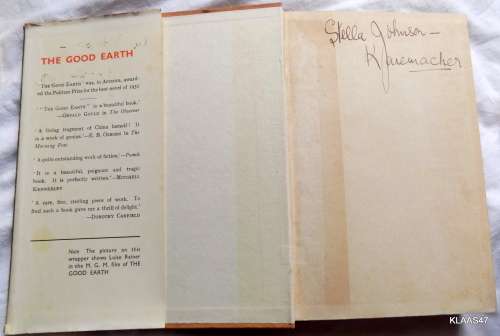 THE GOOD EARTH
'THE GOOD EARTH' was, in America, award-
ed the Pulitzer Prize for the best novel of 1931
'"THE GOOD EARTH" is a beautiful book.'
—GERALD GOULD in The Observer
'A living fragment of China herself! It
is a work of genius.'—E. B. OSBORN in The
Morning Post
'A quite outstanding work of fiction.'—Punch
'It is a beautiful, poignant and tragic
book. It is perfectly written.'—MITCHELL
KENNERLEY
'A rare, fine, sterling piece of work. To
find such a book gave me a thrill of delight.'
—DOROTHY CANFIELD
Note The picture on this
wrapper shows Luise Rainer
in the M. G. M. film of THE
GOOD EARTH
Stella Johnson –
KLAAS47